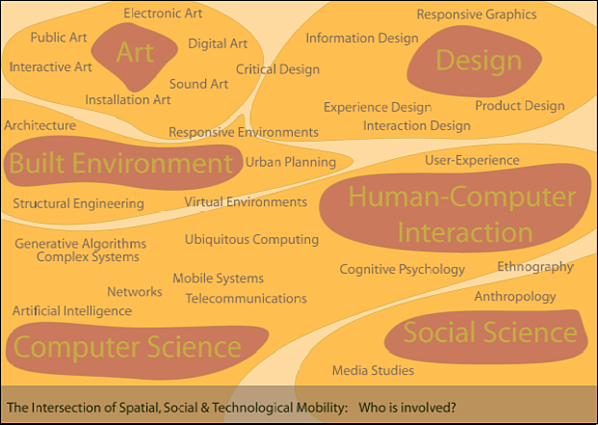 Electronic Art
Responsive Graphics
Public Art
Information Design
Digital Art
Art
Design
Interactive Art
Critical Design
Sound Art
Installation Art
Experience Design
Product Design
Interaction Design
Architecture
Responsive Environments
Built Environment
Urban Planning
User-Experience
Structural Engineering
Virtual Environments
Human-Computer
Interaction
Generative Algorithms
Complex Systems
Ubiquitous Computing
Cognitive Psychology
Ethnography
Mobile Systems
Networks
Telecommunications
Anthropology
Artificial Intelligence
Computer Science
Social Science
Media Studies
The Intersection of Spatial, Social & Technological Mobility: Who is involved?